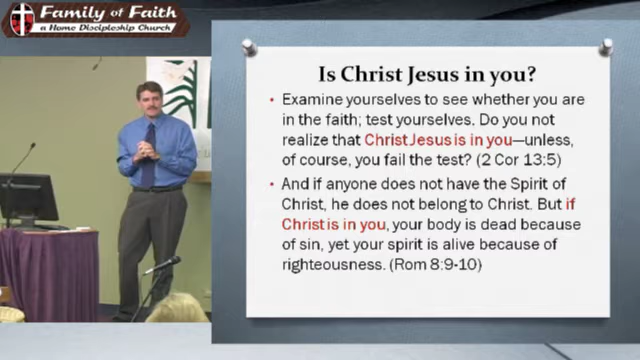 Family of Faith
a Home Discipleship Church
Is Christ Jesus in you?
• Examine yourselves to see whether you are
in the faith; test yourselves. Do you not
realize that Christ Jesus is in you—unless,
of course, you fail the test? (2 Cor 13:5)
• And if anyone does not have the Spirit of
Christ, he does not belong to Christ. But if
Christ is in you, your body is dead because
of sin, yet your spirit is alive because of
righteousness. (Rom 8:9-10)